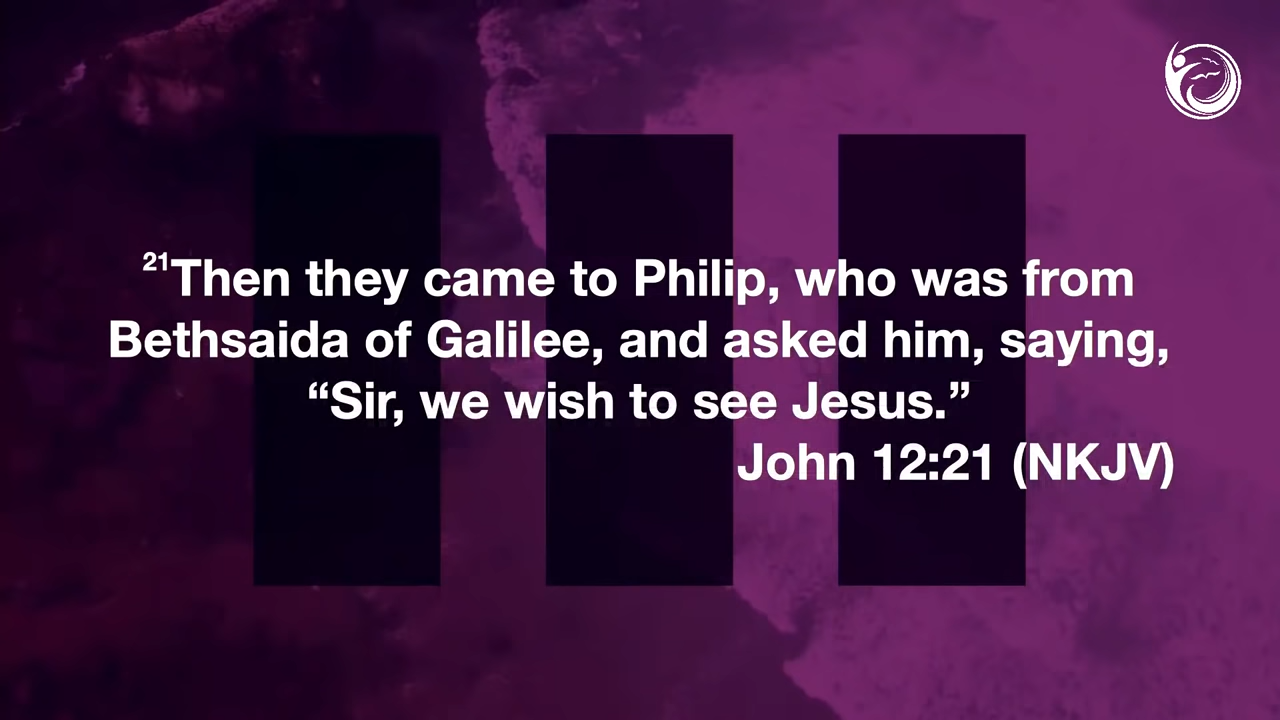 21Then they came to Philip, who was from
Bethsaida of Galilee, and asked him, saying,
“Sir, we wish to see Jesus.”
John 12:21 (NKJV)